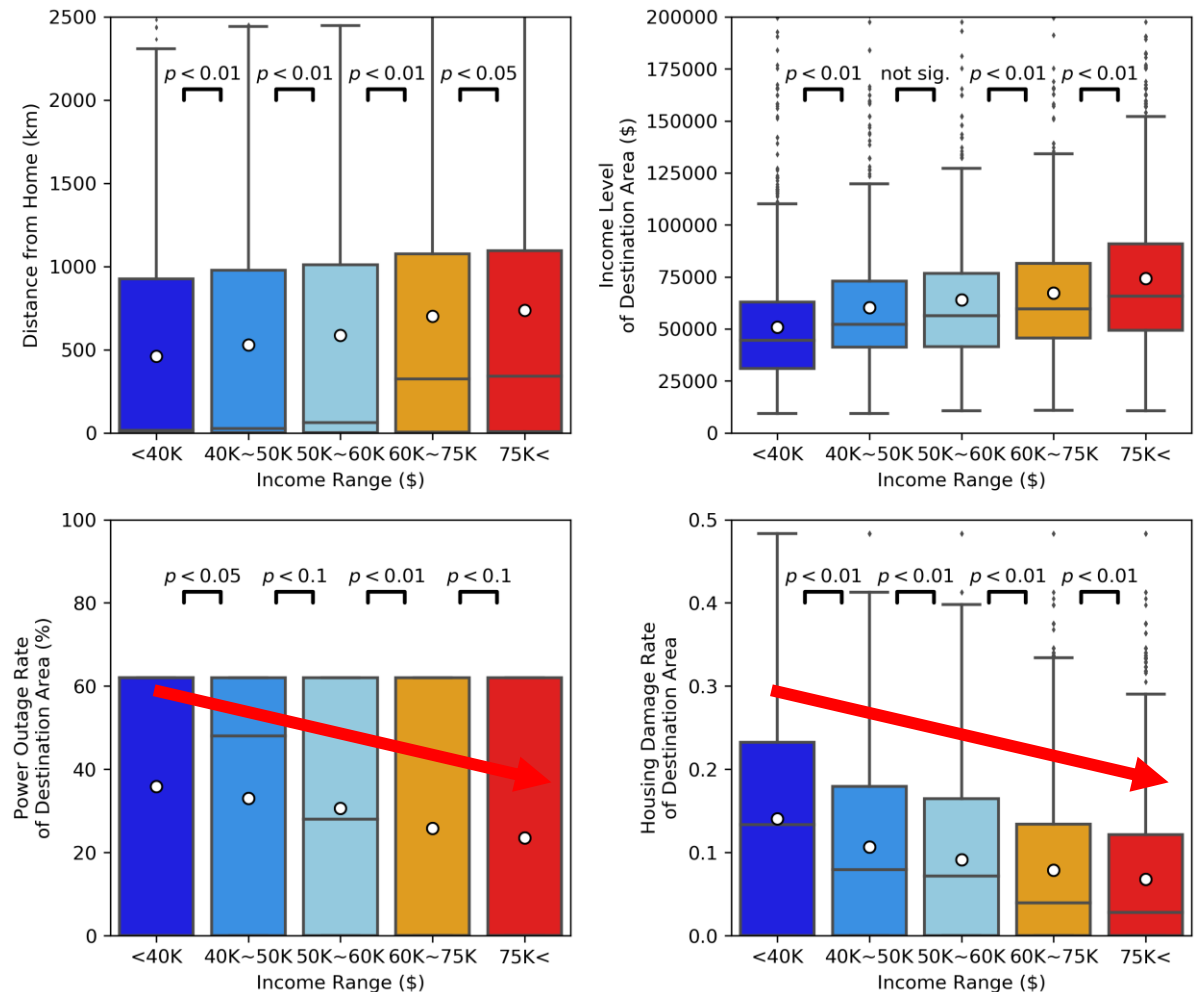 2500
2000
1500
1000
500
0
Distance from Home (km)
p < 0.01 p < 0.01 p < 0.01 p < 0.05
<40K 40K~50K 50K~60K 60K~75K 75K<
Income Range ($)
200000
175000
150000
125000
100000
75000
50000
25000
0
Income Level
of Destination Area ($)
p < 0.01 not sig. p < 0.01 p < 0.01
<40K 40K~50K 50K~60K 60K~75K 75K<
Income Range ($)
100
80
60
40
20
0
Power Outage Rate
of Destination Area (%)
p < 0.05 p < 0.1 p < 0.01 p < 0.1
<40K 40K~50K 50K~60K 60K~75K 75K<
Income Range ($)
0.5
0.4
0.3
0.2
0.1
0.0
Housing Damage Rate
of Destination Area
p < 0.01 p < 0.01 p < 0.01 p < 0.01
<40K 40K~50K 50K~60K 60K~75K 75K<
Income Range ($)